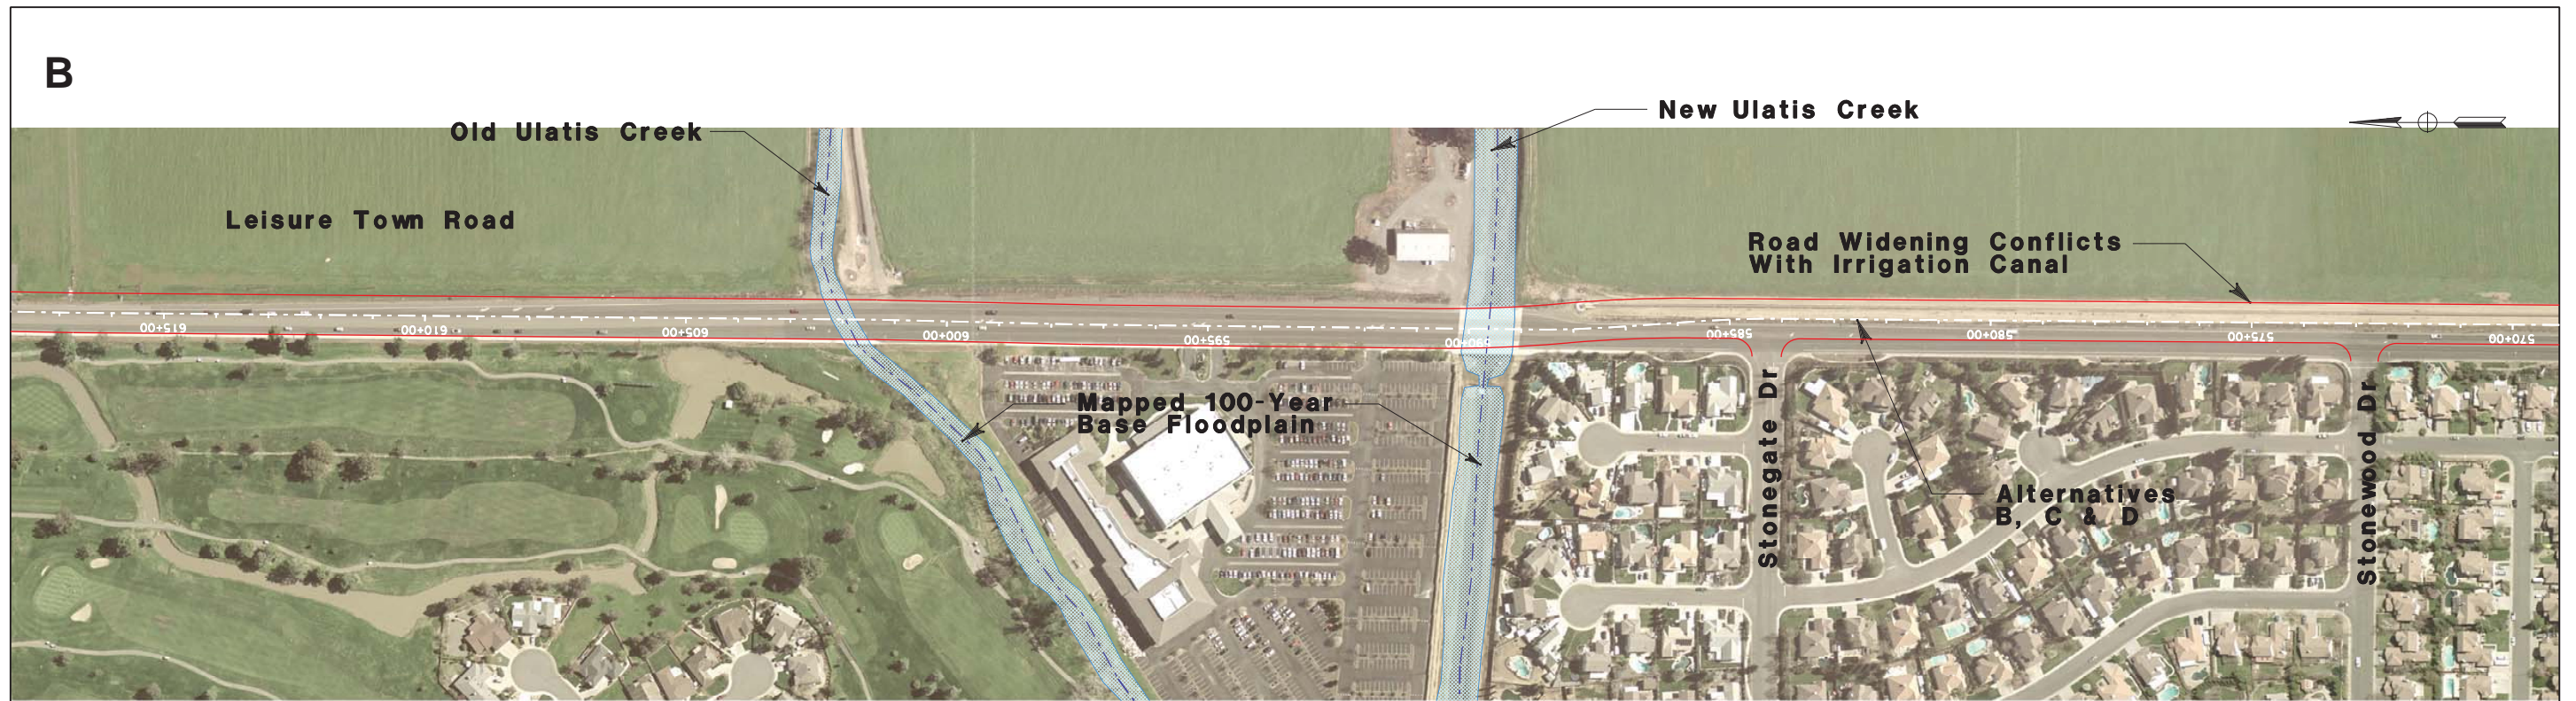 B
Old Ulatis Creek
New Ulatis Creek
Leisure Town Road
Road Widening Conflicts
With Irrigation Canal
615+00
610+00
605+00
600+00
595+00
590+00
585+00
580+00
575+00
570+00
Mapped 100-Year
Base Floodplain
Stonegate Dr
Alternatives
B, C & D
Stonewood Dr